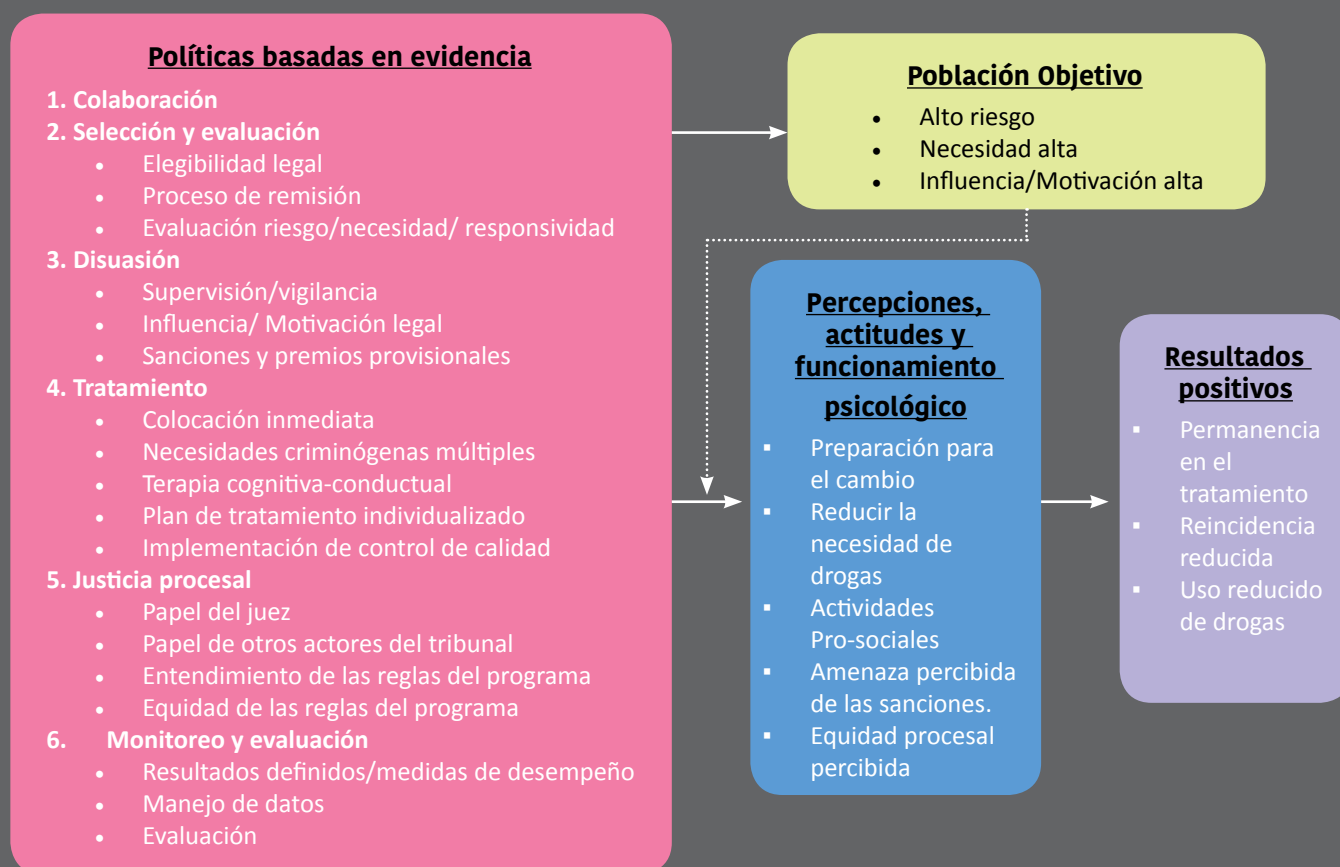 Políticas basadas en evidencia
1. Colaboración
2. Selección y evaluación
• Elegibilidad legal
• Proceso de remisión
• Evaluación riesgo/necesidad/ responsividad
3. Disuasión
• Supervisión/vigilancia
• Influencia/ Motivación legal
• Sanciones y premios provisionales
4. Tratamiento
• Colocación inmediata
• Necesidades criminógenas múltiples
• Terapia cognitiva-conductual
• Plan de tratamiento individualizado
• Implementación de control de calidad
5. Justicia procesal
• Papel del juez
• Papel de otros actores del tribunal
• Entendimiento de las reglas del programa
• Equidad de las reglas del programa
6. Monitoreo y evaluación
• Resultados definidos/medidas de desempeño
• Manejo de datos
• Evaluación
Población Objetivo
• Alto riesgo
• Necesidad alta
• Influencia/Motivación alta
Percepciones,
actitudes y
funcionamiento
psicológico
▪ Preparación para
el cambio
▪ Reducir la
necesidad de
drogas
▪ Actividades
Pro-sociales
▪ Amenaza percibida
de las sanciones.
▪ Equidad procesal
percibida
Resultados
positivos
▪ Permanencia
en el
tratamiento
▪ Reincidencia
reducida
▪ Uso reducido
de drogas